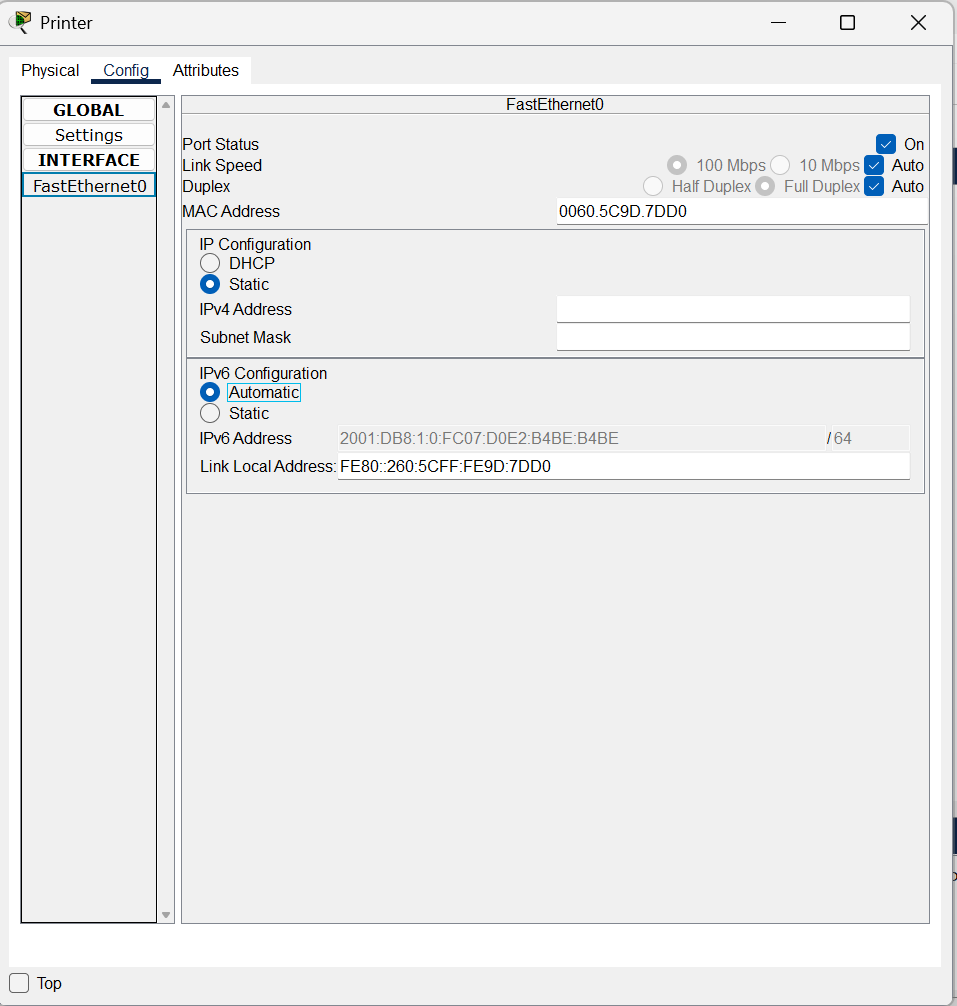 Printer
Physical Config Attributes
GLOBAL
Settings
INTERFACE
FastEthernet0
FastEthernet0
Port Status On
Link Speed 100 Mbps 10 Mbps Auto
Duplex Half Duplex Full Duplex Auto
MAC Address 0060.5C9D.7DD0
IP Configuration
DHCP
Static
IPv4 Address
Subnet Mask
IPv6 Configuration
Automatic
Static
IPv6 Address 2001:DB8:1:0:FC07:D0E2:B4BE:B4BE / 64
Link Local Address: FE80::260:5CFF:FE9D:7DD0
Top